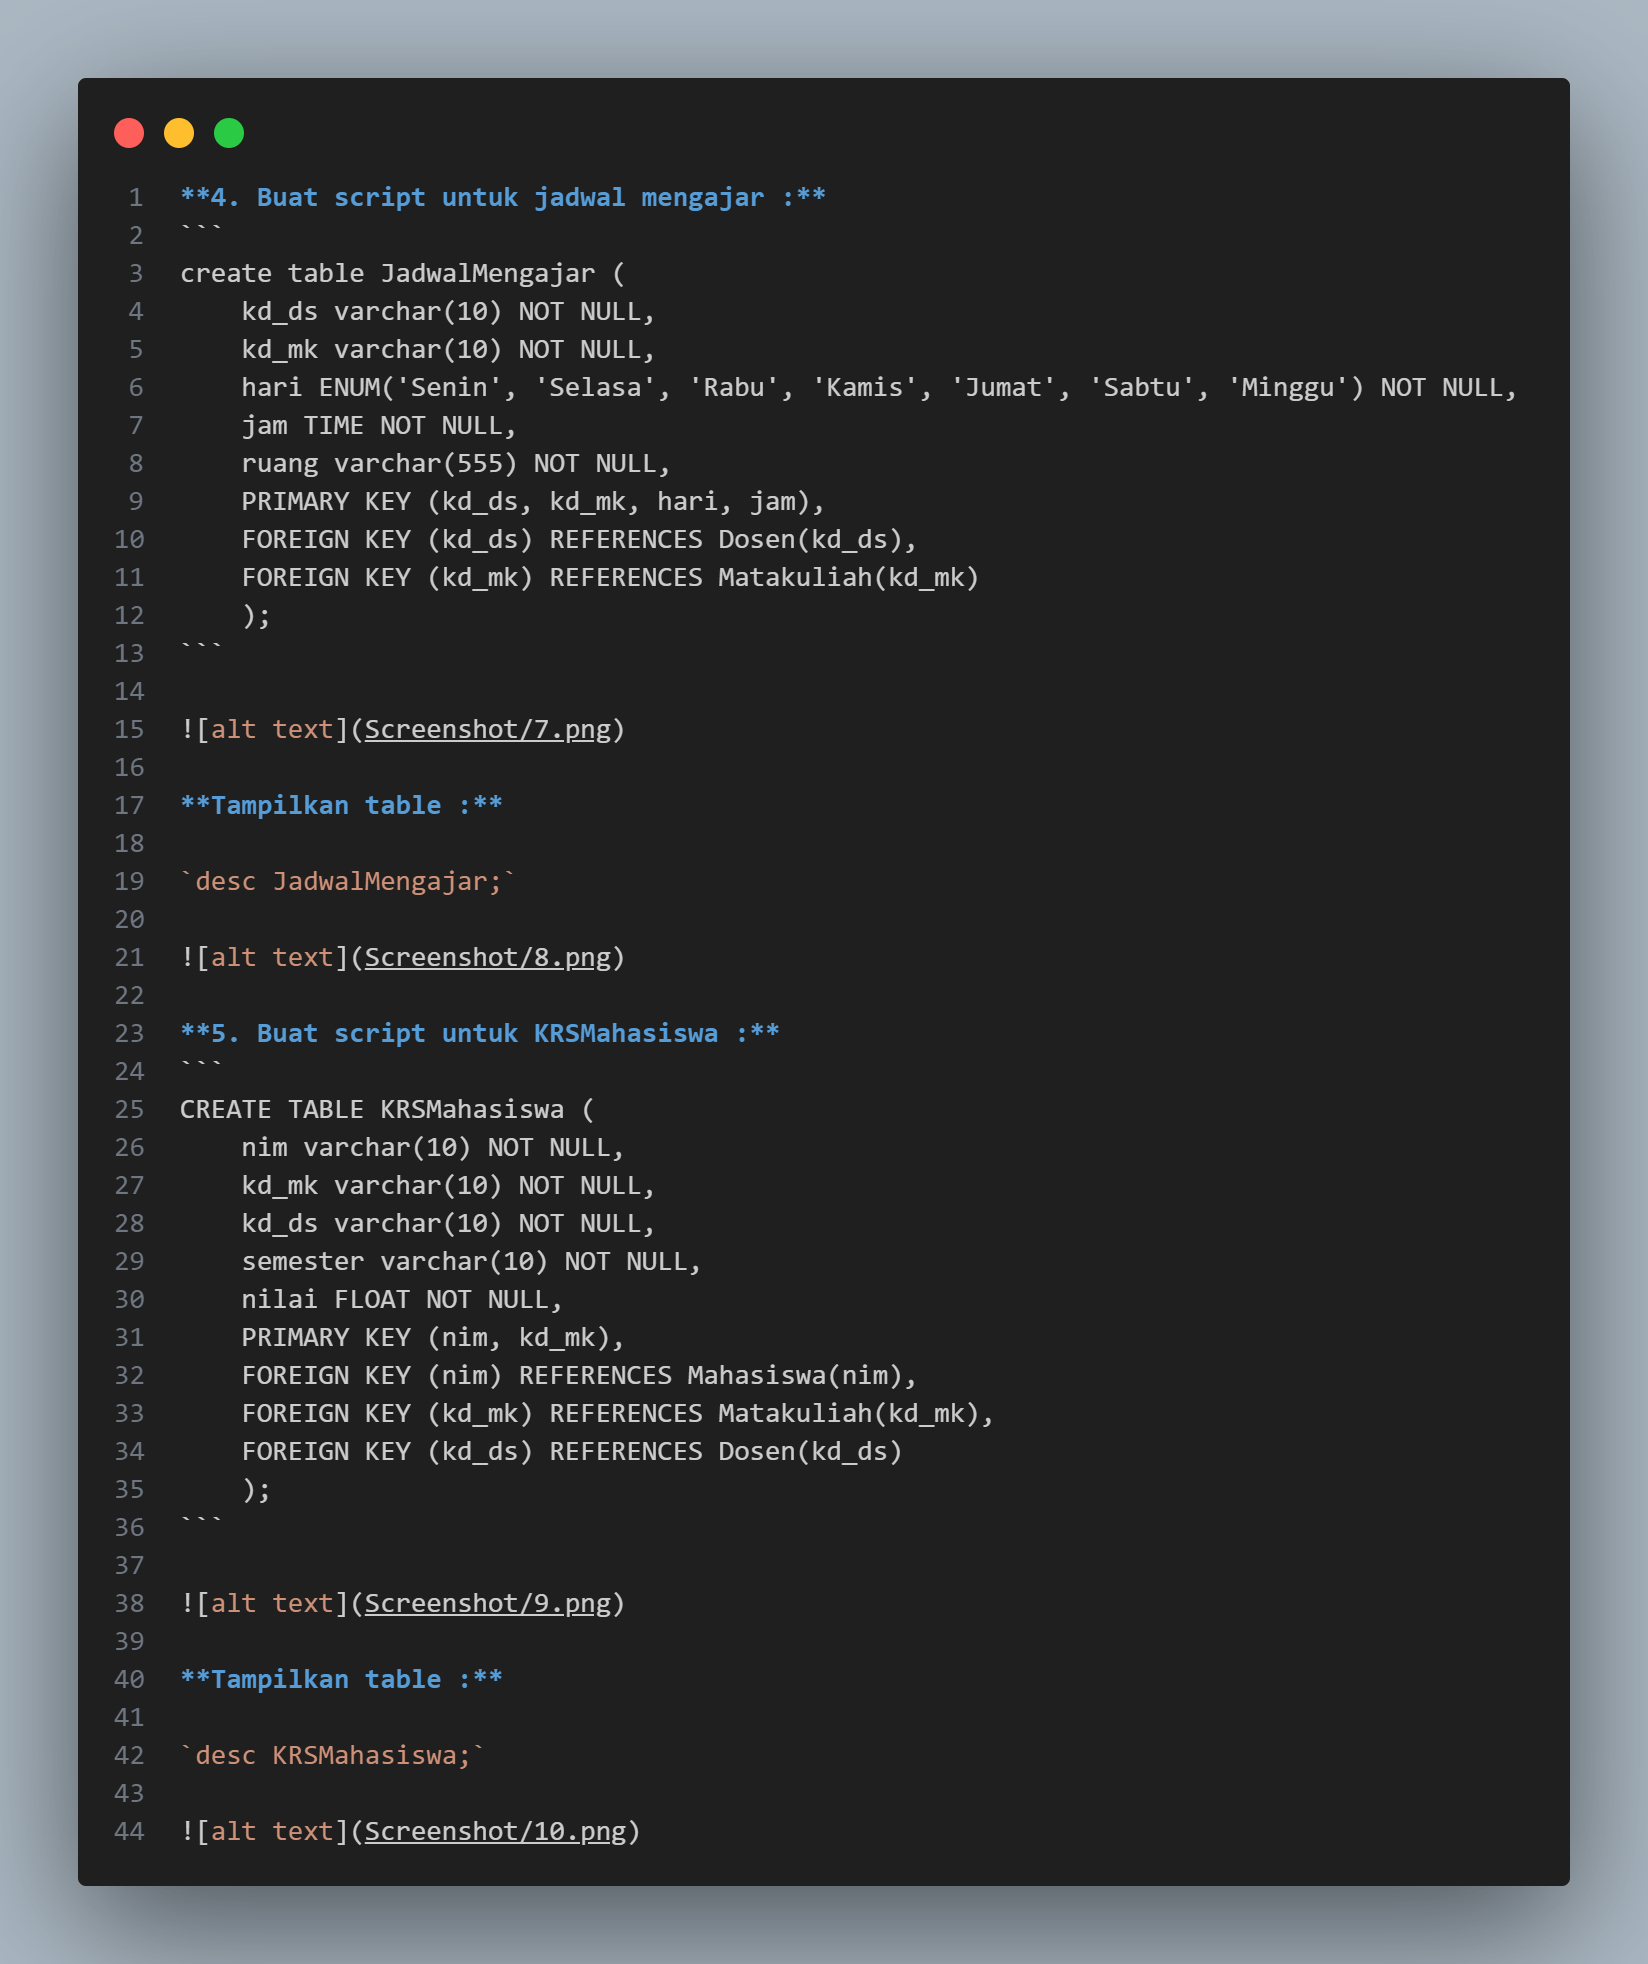 1 **4. Buat script untuk jadwal mengajar :**
2 ```
3 create table JadwalMengajar (
4     kd_ds varchar(10) NOT NULL,
5     kd_mk varchar(10) NOT NULL,
6     hari ENUM('Senin', 'Selasa', 'Rabu', 'Kamis', 'Jumat', 'Sabtu', 'Minggu') NOT NULL,
7     jam TIME NOT NULL,
8     ruang varchar(555) NOT NULL,
9     PRIMARY KEY (kd_ds, kd_mk, hari, jam),
10     FOREIGN KEY (kd_ds) REFERENCES Dosen(kd_ds),
11     FOREIGN KEY (kd_mk) REFERENCES Matakuliah(kd_mk)
12     );
13 ```
14
15 ![alt text](Screenshot/7.png)
16
17 **Tampilkan table :**
18
19 `desc JadwalMengajar;`
20
21 ![alt text](Screenshot/8.png)
22
23 **5. Buat script untuk KRSMahasiswa :**
24 ```
25 CREATE TABLE KRSMahasiswa (
26     nim varchar(10) NOT NULL,
27     kd_mk varchar(10) NOT NULL,
28     kd_ds varchar(10) NOT NULL,
29     semester varchar(10) NOT NULL,
30     nilai FLOAT NOT NULL,
31     PRIMARY KEY (nim, kd_mk),
32     FOREIGN KEY (nim) REFERENCES Mahasiswa(nim),
33     FOREIGN KEY (kd_mk) REFERENCES Matakuliah(kd_mk),
34     FOREIGN KEY (kd_ds) REFERENCES Dosen(kd_ds)
35     );
36 ```
37
38 ![alt text](Screenshot/9.png)
39
40 **Tampilkan table :**
41
42 `desc KRSMahasiswa;`
43
44 ![alt text](Screenshot/10.png)